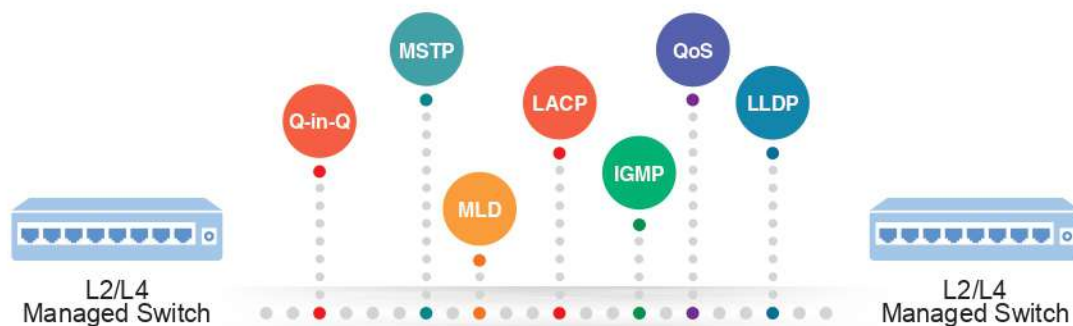 MSTP
QoS
Q-in-Q
LACP
LLDP
IGMP
MLD
L2/L4
Managed Switch
L2/L4
Managed Switch